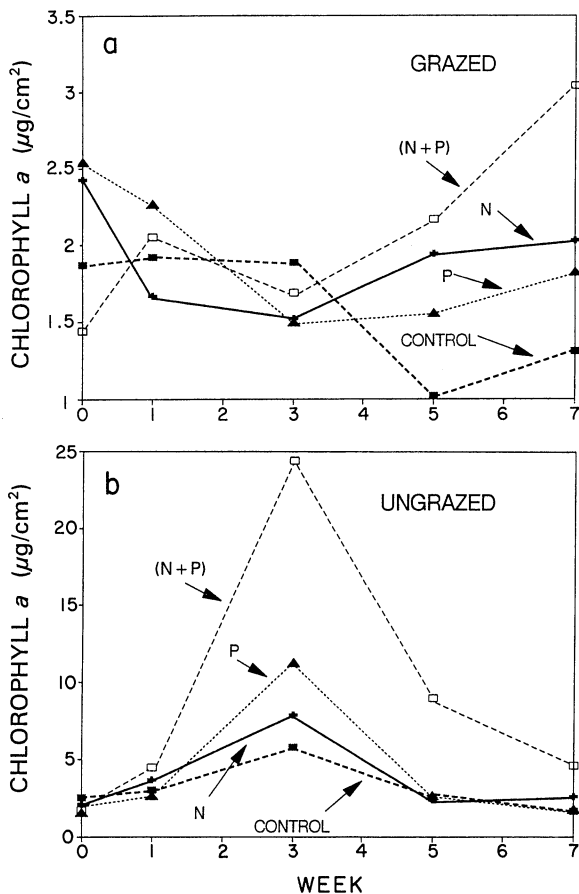 3.5
a
GRAZED
3
(N + P)
2.5
N
2
P
1.5
CONTROL
1
0 1 2 3 4 5 6 7
CHLOROPHYLL a (µg/cm²)
25
b
UNGRAZED
20
(N + P)
15
P
10
5
N
CONTROL
0
0 1 2 3 4 5 6 7
CHLOROPHYLL a (µg/cm²)
WEEK